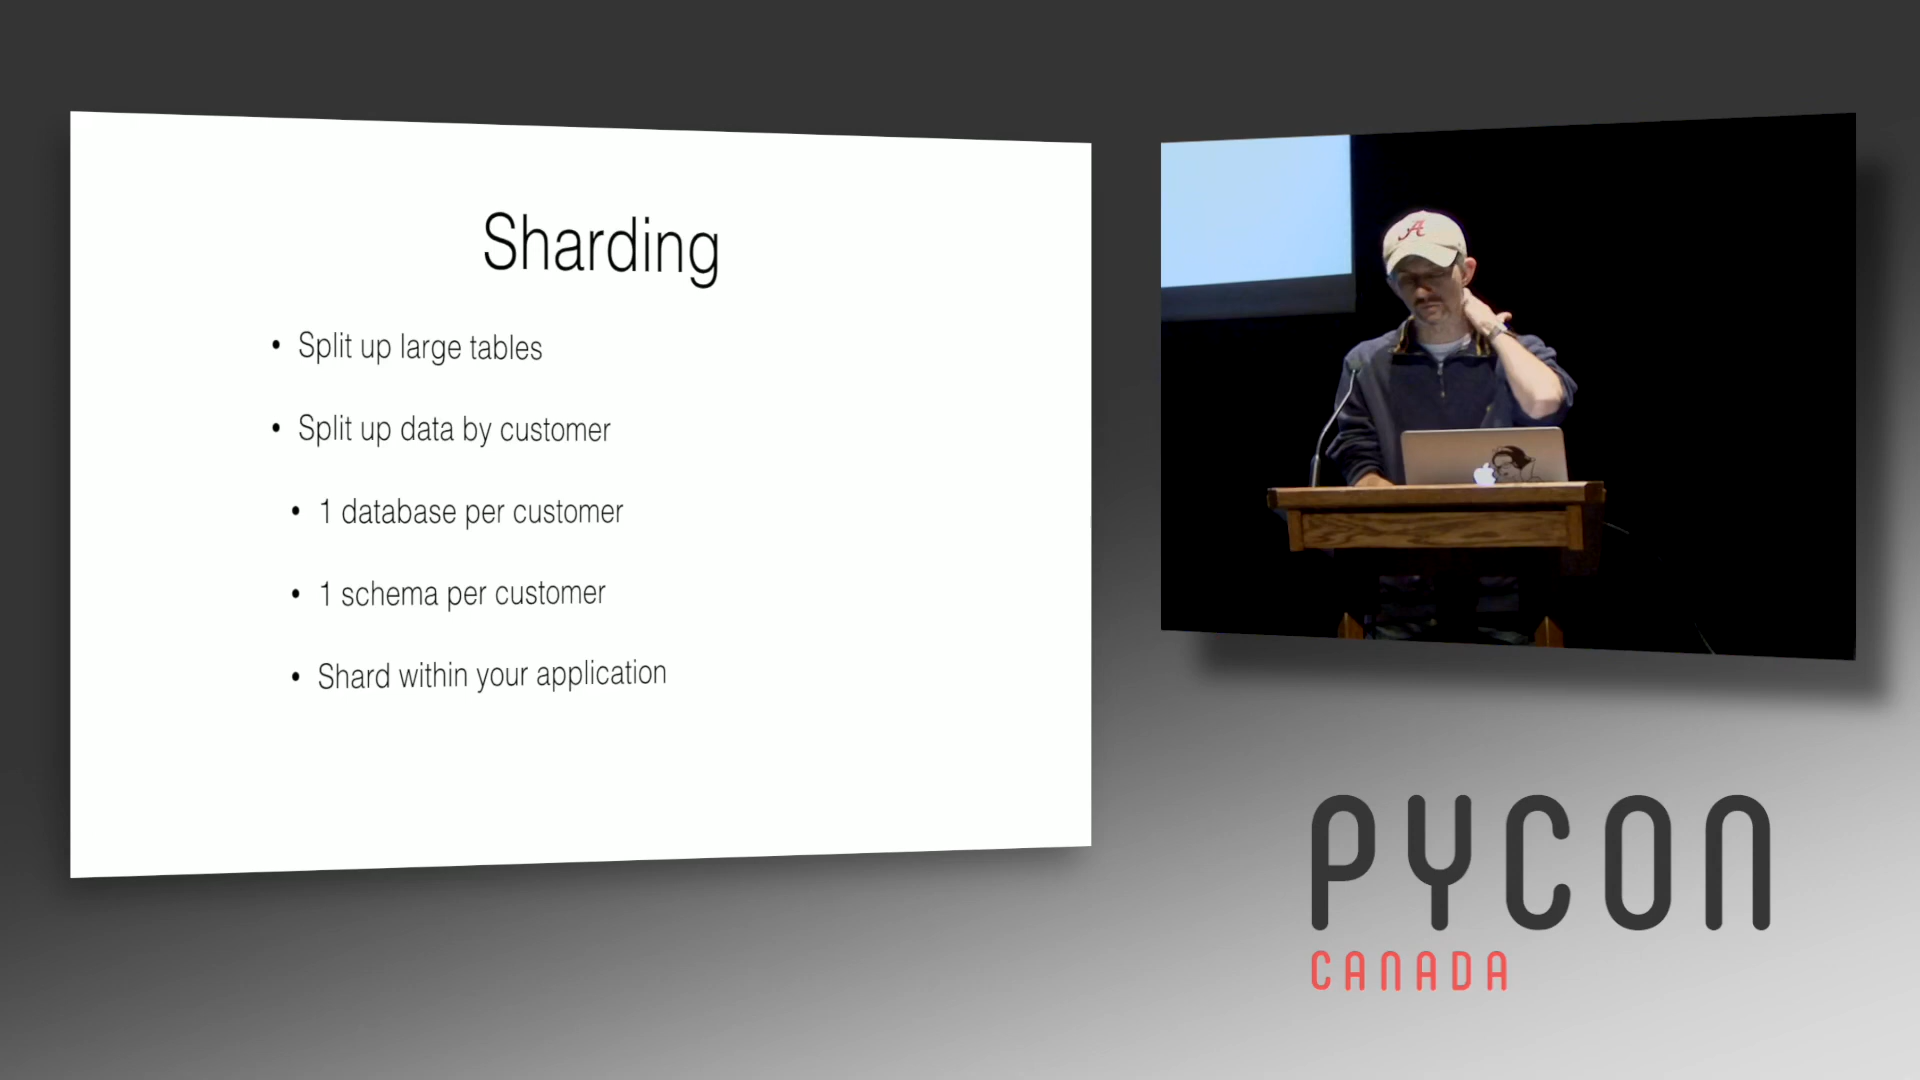 Sharding
• Split up large tables
• Split up data by customer
• 1 database per customer
• 1 schema per customer
• Shard within your application
A
PYCON
CANADA